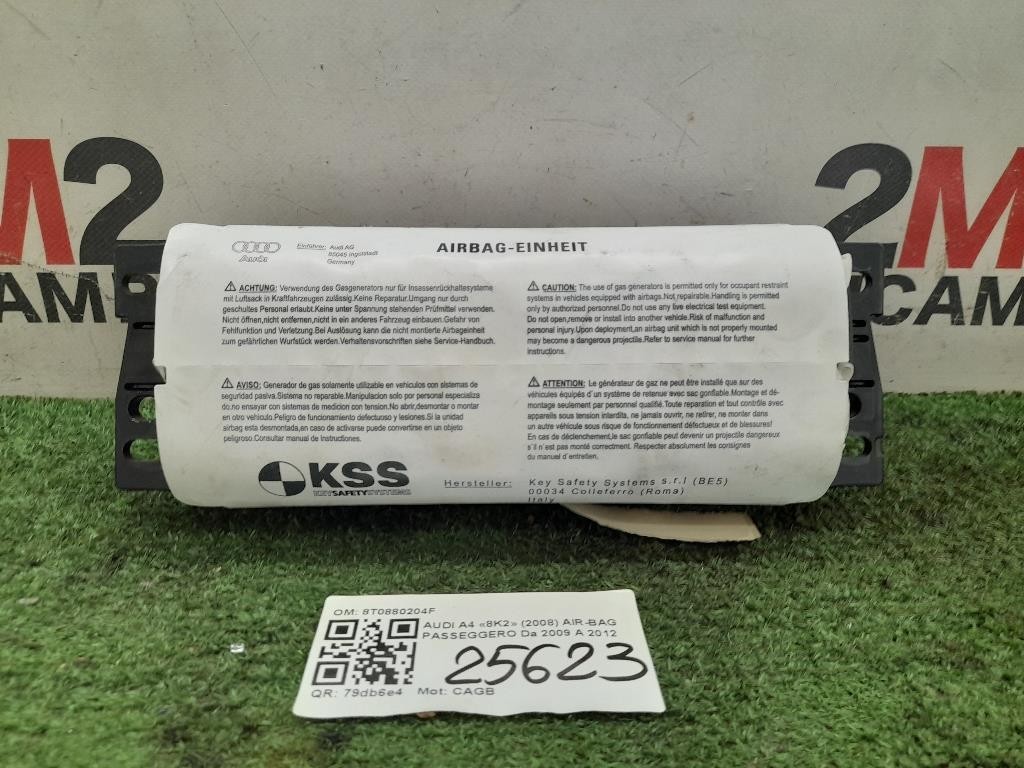 M2
CAM
2M
RICAM
Audi
Einführer: Audi AG
85045 Ingolstadt
Germany
AIRBAG-EINHEIT
ACHTUNG: Verwendung des Gasgenerators nur für Insassenrückhaltesysteme
mit Luftsack in Kraftfahrzeugen zulässig.Keine Reparatur.Umgang nur durch
geschultes Personal erlaubt.Keine unter Spannung stehenden Prüfmittel verwenden.
Nicht öffnen,nicht entfernen,nicht in ein anderes Fahrzeug einbauen.Gefahr von
Fehlfunktion und Verletzung.Bei Auslösung kann die nicht montierte Airbageinheit
zum gefährlichen Wurfstück werden.Verhaltensvorschriften siehe Service-Handbuch.
CAUTION: The use of gas generators is permitted only for occupant restraint
systems in vehicles equipped with airbags.Not repairable.Handling is permitted
only by authorized personnel.Do not use any live electrical test equipment.
Do not open,remove or install into another vehicle.Risk of malfunction and
personal injury.Upon deployment,an airbag unit which is not properly mounted
may become a dangerous projectile.Refer to service manual for further
instructions.
AVISO: Generador de gas solamente utilizable en vehículos con sistemas de
seguridad pasiva.Sistema no reparable.Manipulacion solo por personal especializa
do.no ensayar con sistemas de medicion con tension.No abrir,desmontar o montar
en otro vehiculo.Peligro de funcionamiento defectuoso y lesiones.Si la unidad
airbag esta desmontada,en caso de activarse puede convertirse en un objeto
peligroso.Consultar manual de instructiones.
ATTENTION: Le générateur de gaz ne peut être installé que sur des
véhicules équipés d´un système de retenue avec sac gonflable.Montage et dé-
montage seulement par personnel qualifié.Toute reparation et tout contrôle avec
appareils sous tension interdits, ne jamais ouvrir, ne retirer, ne monter dans
un autre véhicule sous risque de fonctionnement défectueux et de blessures!
En cas de déclenchement,le sac gonflable peut devenir un projectile dangereux
s´il n´est pas monté correctement. Respecter absolument les consignes
du manuel d´entretien.
KSS
KEYSAFETYSYSTEMS
Hersteller: Key Safety Systems s.r.l (BE5)
00034 Colleferro (Roma)
Italy
OM: 8T0880204F
AUDI A4 «8K2» (2008) AIR-BAG
PASSEGGERO Da 2009 A 2012
25623
QR: 79db6e4 Mot: CAGB